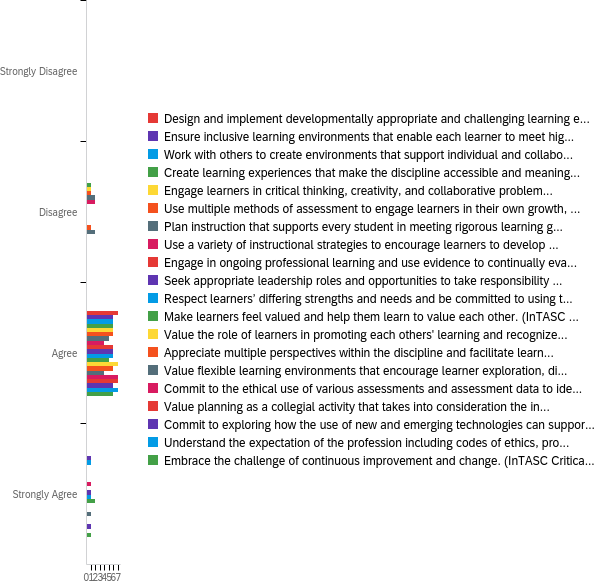 Strongly Disagree
Disagree
Agree
Strongly Agree
01234567
Design and implement developmentally appropriate and challenging learning e...
Ensure inclusive learning environments that enable each learner to meet hig...
Work with others to create environments that support individual and collabo...
Create learning experiences that make the discipline accessible and meaning...
Engage learners in critical thinking, creativity, and collaborative problem...
Use multiple methods of assessment to engage learners in their own growth, ...
Plan instruction that supports every student in meeting rigorous learning g...
Use a variety of instructional strategies to encourage learners to develop ...
Engage in ongoing professional learning and use evidence to continually eva...
Seek appropriate leadership roles and opportunities to take responsibility ...
Respect learners' differing strengths and needs and be committed to using t...
Make learners feel valued and help them learn to value each other. (InTASC ...
Value the role of learners in promoting each others' learning and recognize...
Appreciate multiple perspectives within the discipline and facilitate learn...
Value flexible learning environments that encourage learner exploration, di...
Commit to the ethical use of various assessments and assessment data to ide...
Value planning as a collegial activity that takes into consideration the in...
Commit to exploring how the use of new and emerging technologies can suppor...
Understand the expectation of the profession including codes of ethics, pro...
Embrace the challenge of continuous improvement and change. (InTASC Critica...